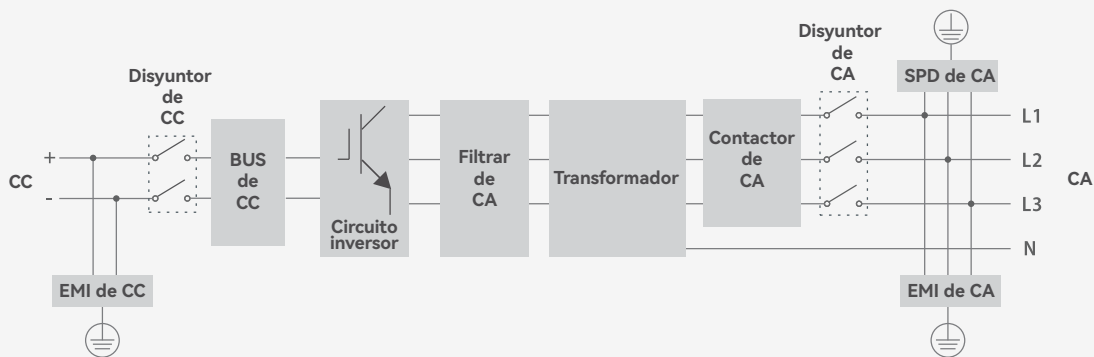 Disyuntor
de
CC
CC
+
-
EMI de CC
BUS
de
CC
Circuito
inversor
Filtrar
de
CA
Transformador
Contactor
de
CA
Disyuntor
de
CA
SPD de CA
L1
L2
L3
N
CA
EMI de CA